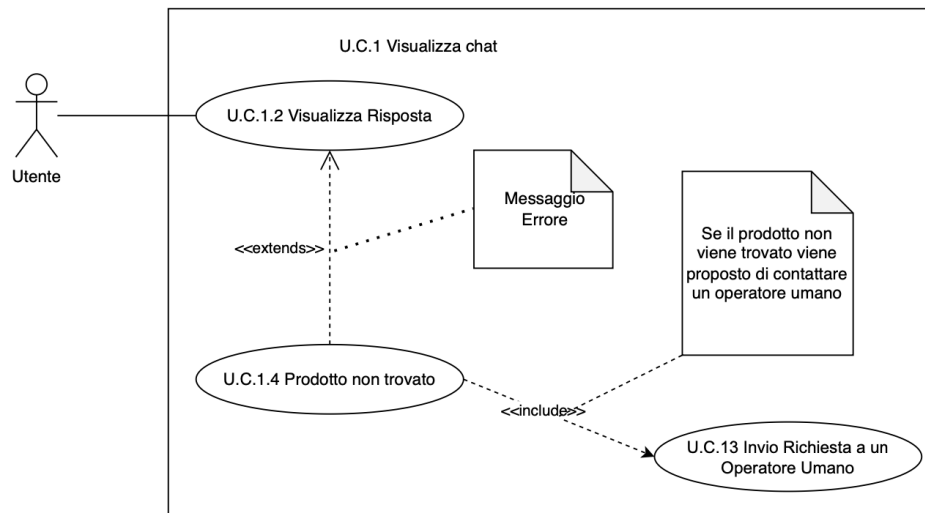 U.C.1 Visualizza chat
U.C.1.2 Visualizza Risposta
Utente
Messaggio
Errore
Se il prodotto non
viene trovato viene
proposto di contattare
un operatore umano
<<extends>>
U.C.1.4 Prodotto non trovato
<<include>>
U.C.13 Invio Richiesta a un
Operatore Umano